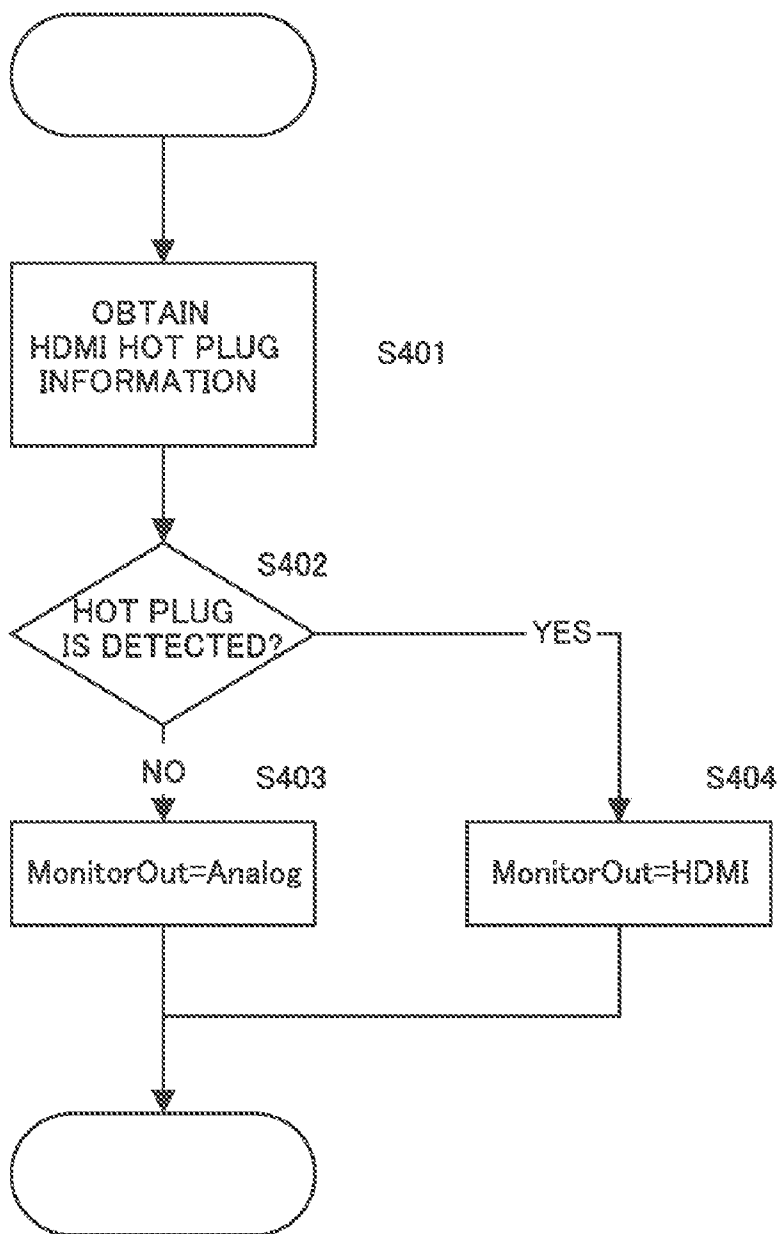 OBTAIN
HDMI HOT PLUG
INFORMATION
S401
S402
HOT PLUG
IS DETECTED?
YES
NO
S403
S404
MonitorOut=Analog
MonitorOut=HDMI